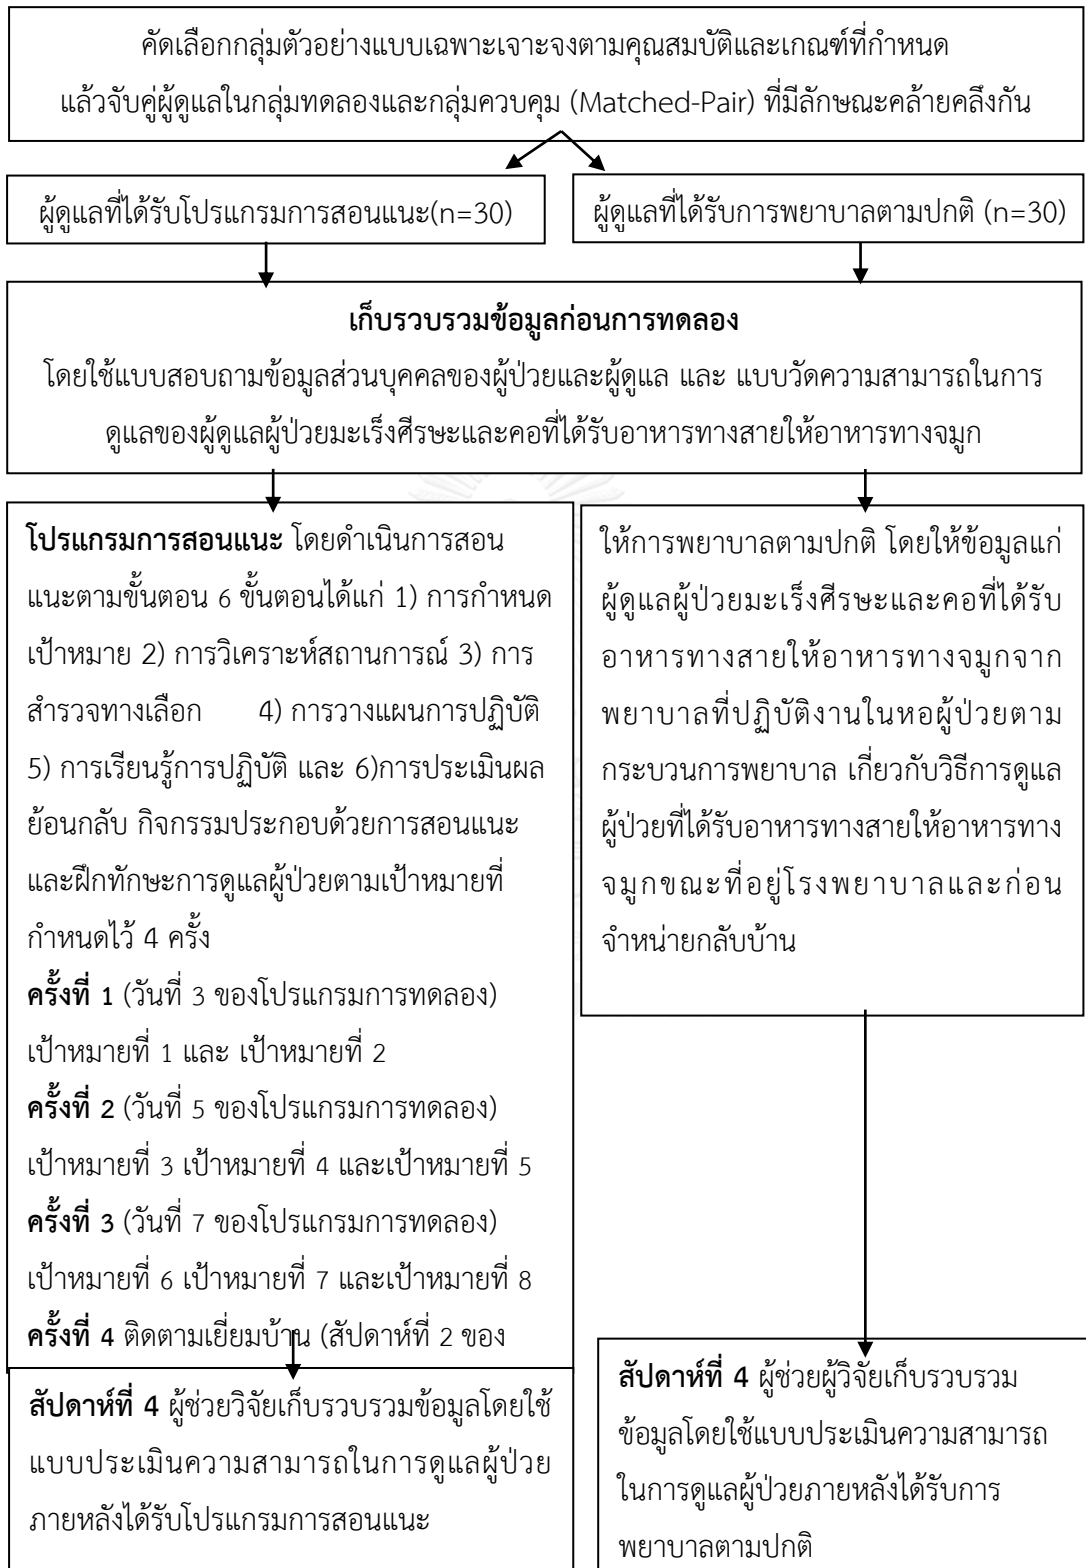 คัดเลือกกลุ่มตัวอย่างแบบเฉพาะเจาะจงตามคุณสมบัติและเกณฑ์ที่กำหนด
แล้วจับคู่ผู้ดูแลในกลุ่มทดลองและกลุ่มควบคุม (Matched-Pair) ที่มีลักษณะคล้ายคลึงกัน
ผู้ดูแลที่ได้รับโปรแกรมการสอนแนะ(n=30)
ผู้ดูแลที่ได้รับการพยาบาลตามปกติ (n=30)
เก็บรวบรวมข้อมูลก่อนการทดลอง
โดยใช้แบบสอบถามข้อมูลส่วนบุคคลของผู้ป่วยและผู้ดูแล และ แบบวัดความสามารถในการ
ดูแลของผู้ดูแลผู้ป่วยมะเร็งศีรษะและคอที่ได้รับอาหารทางสายให้อาหารทางจมูก
โปรแกรมการสอนแนะ โดยดำเนินการสอน
แนะตามขั้นตอน 6 ขั้นตอนได้แก่ 1) การกำหนด
เป้าหมาย 2) การวิเคราะห์สถานการณ์ 3) การ
สำรวจทางเลือก 4) การวางแผนการปฏิบัติ
5) การเรียนรู้การปฏิบัติ และ 6)การประเมินผล
ย้อนกลับ กิจกรรมประกอบด้วยการสอนแนะ
และฝึกทักษะการดูแลผู้ป่วยตามเป้าหมายที่
กำหนดไว้ 4 ครั้ง
ครั้งที่ 1 (วันที่ 3 ของโปรแกรมการทดลอง)
เป้าหมายที่ 1 และ เป้าหมายที่ 2
ครั้งที่ 2 (วันที่ 5 ของโปรแกรมการทดลอง)
เป้าหมายที่ 3 เป้าหมายที่ 4 และเป้าหมายที่ 5
ครั้งที่ 3 (วันที่ 7 ของโปรแกรมการทดลอง)
เป้าหมายที่ 6 เป้าหมายที่ 7 และเป้าหมายที่ 8
ครั้งที่ 4 ติดตามเยี่ยมบ้าน (สัปดาห์ที่ 2 ของ
ให้การพยาบาลตามปกติ โดยให้ข้อมูลแก่
ผู้ดูแลผู้ป่วยมะเร็งศีรษะและคอที่ได้รับ
อาหารทางสายให้อาหารทางจมูกจาก
พยาบาลที่ปฏิบัติงานในหอผู้ป่วยตาม
กระบวนการพยาบาล เกี่ยวกับวิธีการดูแล
ผู้ป่วยที่ได้รับอาหารทางสายให้อาหารทาง
จมูกขณะที่อยู่โรงพยาบาลและก่อน
จำหน่ายกลับบ้าน
สัปดาห์ที่ 4 ผู้ช่วยวิจัยเก็บรวบรวมข้อมูลโดยใช้
แบบประเมินความสามารถในการดูแลผู้ป่วย
ภายหลังได้รับโปรแกรมการสอนแนะ
สัปดาห์ที่ 4 ผู้ช่วยผู้วิจัยเก็บรวบรวม
ข้อมูลโดยใช้แบบประเมินความสามารถ
ในการดูแลผู้ป่วยภายหลังได้รับการ
พยาบาลตามปกติ